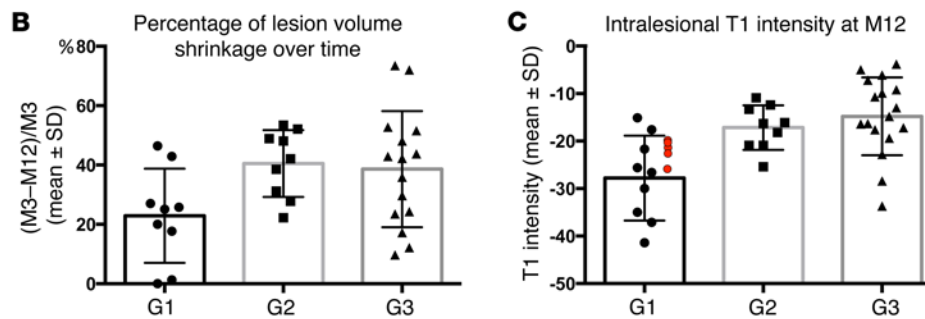 B
Percentage of lesion volume
shrinkage over time
(M3–M12)/M3
(mean ± SD)
%80
60
40
20
0
G1 G2 G3
C
Intralesional T1 intensity at M12
T1 intensity (mean ± SD)
0
-10
-20
-30
-40
-50
G1 G2 G3